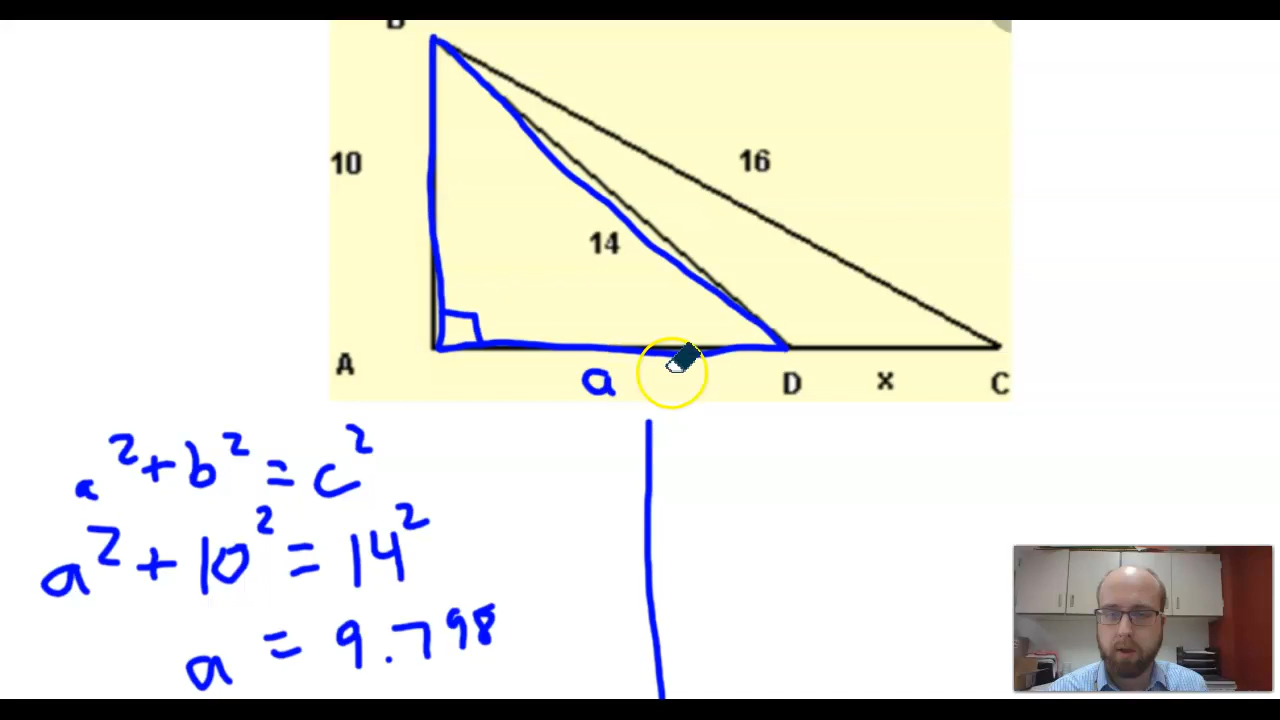 10
16
14
A
a
D
x
C
a² + b² = c²
a² + 10² = 14²
a = 9.798